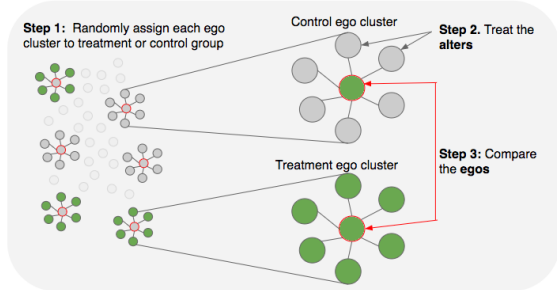 Step 1: Randomly assign each ego
cluster to treatment or control group
Control ego cluster
Step 2. Treat the
alters
Treatment ego cluster
Step 3: Compare
the egos